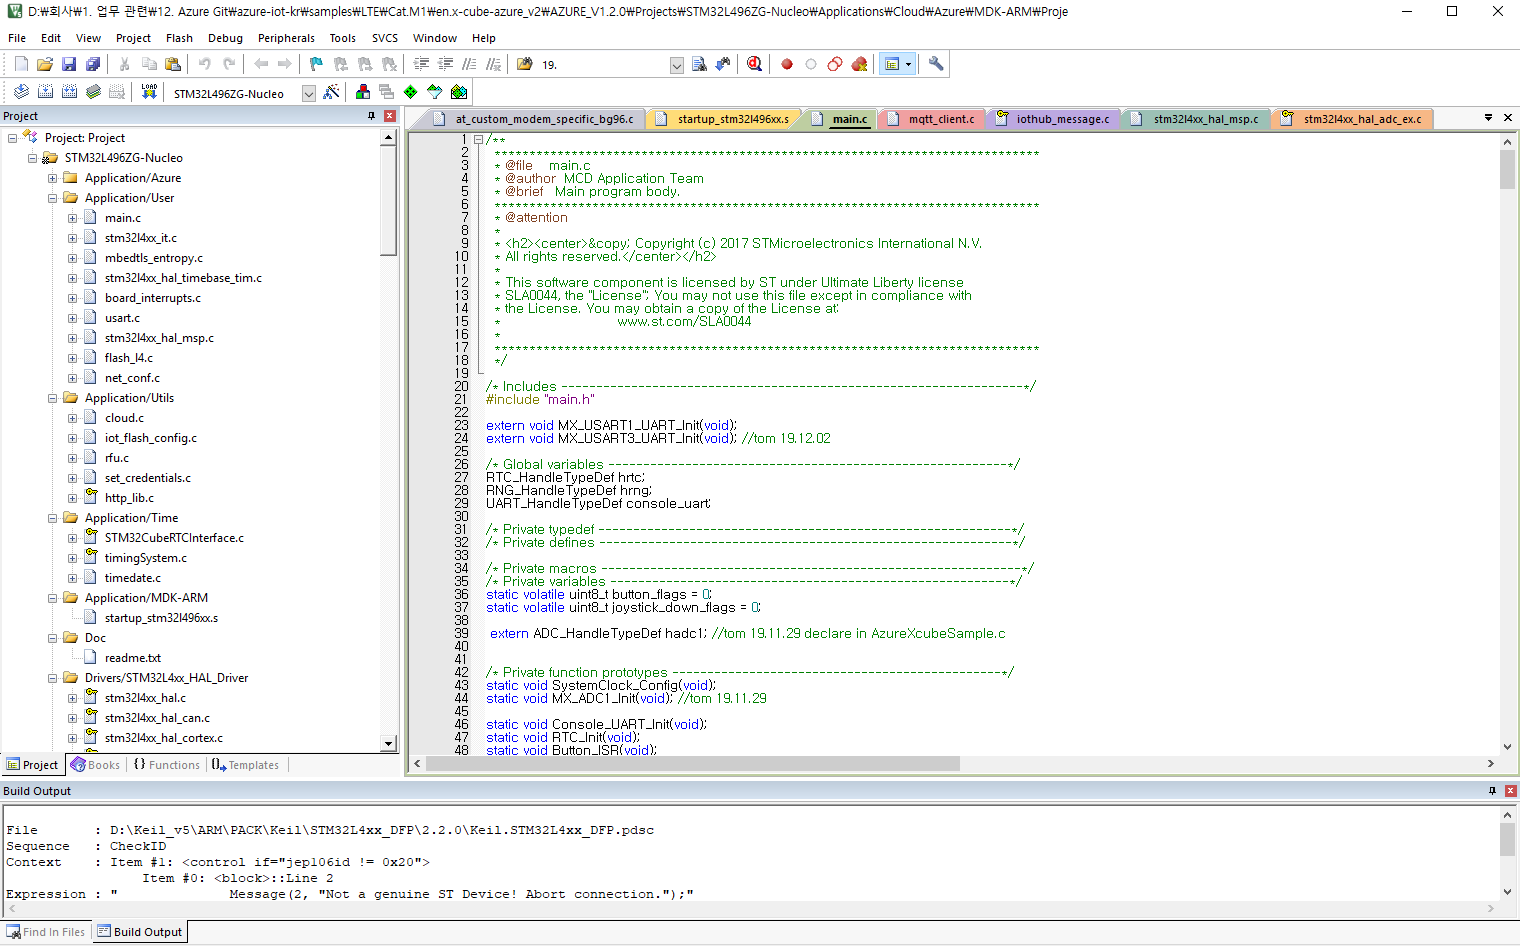 D:₩회사₩1. 업무 관련₩12. Azure Git₩azure-iot-kr₩samples₩LTE₩Cat.M1₩en.x-cube-azure_v2₩AZURE_V1.2.0₩Projects₩STM32L496ZG-Nucleo₩Applications₩Cloud₩Azure₩MDK-ARM₩Proje
File Edit View Project Flash Debug Peripherals Tools SVCS Window Help
19.
LOAD STM32L496ZG-Nucleo
Project
Project: Project
STM32L496ZG-Nucleo
Application/Azure
Application/User
main.c
stm32l4xx_it.c
mbedtls_entropy.c
stm32l4xx_hal_timebase_tim.c
board_interrupts.c
usart.c
stm32l4xx_hal_msp.c
flash_l4.c
net_conf.c
Application/Utils
cloud.c
iot_flash_config.c
rfu.c
set_credentials.c
http_lib.c
Application/Time
STM32CubeRTCInterface.c
timingSystem.c
timedate.c
Application/MDK-ARM
startup_stm32l496xx.s
Doc
readme.txt
Drivers/STM32L4xx_HAL_Driver
stm32l4xx_hal.c
stm32l4xx_hal_can.c
stm32l4xx_hal_cortex.c
Project Books {} Functions Templates
at_custom_modem_specific_bg96.c startup_stm32l496xx.s main.c mqtt_client.c iothub_message.c stm32l4xx_hal_msp.c stm32l4xx_hal_adc_ex.c
1 /**
2 ******************************************************************************
3 * @file main.c
4 * @author MCD Application Team
5 * @brief Main program body.
6 ******************************************************************************
7 * @attention
8 *
9 * <h2><center>&copy; Copyright (c) 2017 STMicroelectronics International N.V.
10 * All rights reserved.</center></h2>
11 *
12 * This software component is licensed by ST under Ultimate Liberty license
13 * SLA0044, the "License"; You may not use this file except in compliance with
14 * the License. You may obtain a copy of the License at:
15 * www.st.com/SLA0044
16 *
17 ******************************************************************************
18 */
19
20 /* Includes ------------------------------------------------------------------*/
21 #include "main.h"
22
23 extern void MX_USART1_UART_Init(void);
24 extern void MX_USART3_UART_Init(void); //tom 19.12.02
25
26 /* Global variables ---------------------------------------------------------*/
27 RTC_HandleTypeDef hrtc;
28 RNG_HandleTypeDef hrng;
29 UART_HandleTypeDef console_uart;
30
31 /* Private typedef -----------------------------------------------------------*/
32 /* Private defines -----------------------------------------------------------*/
33
34 /* Private macros ------------------------------------------------------------*/
35 /* Private variables ---------------------------------------------------------*/
36 static volatile uint8_t button_flags = 0;
37 static volatile uint8_t joystick_down_flags = 0;
38
39 extern ADC_HandleTypeDef hadc1; //tom 19.11.29 declare in AzureXcubeSample.c
40
41
42 /* Private function prototypes -----------------------------------------------*/
43 static void SystemClock_Config(void);
44 static void MX_ADC1_Init(void); //tom 19.11.29
45
46 static void Console_UART_Init(void);
47 static void RTC_Init(void);
48 static void Button_ISR(void);
Build Output
File : D:\Keil_v5\ARM\PACK\Keil\STM32L4xx_DFP\2.2.0\Keil.STM32L4xx_DFP.pdsc
Sequence : CheckID
Context : Item #1: <control if="jep106id != 0x20">
Item #0: <block>::Line 2
Expression : " Message(2, "Not a genuine ST Device! Abort connection.");"
Find In Files Build Output